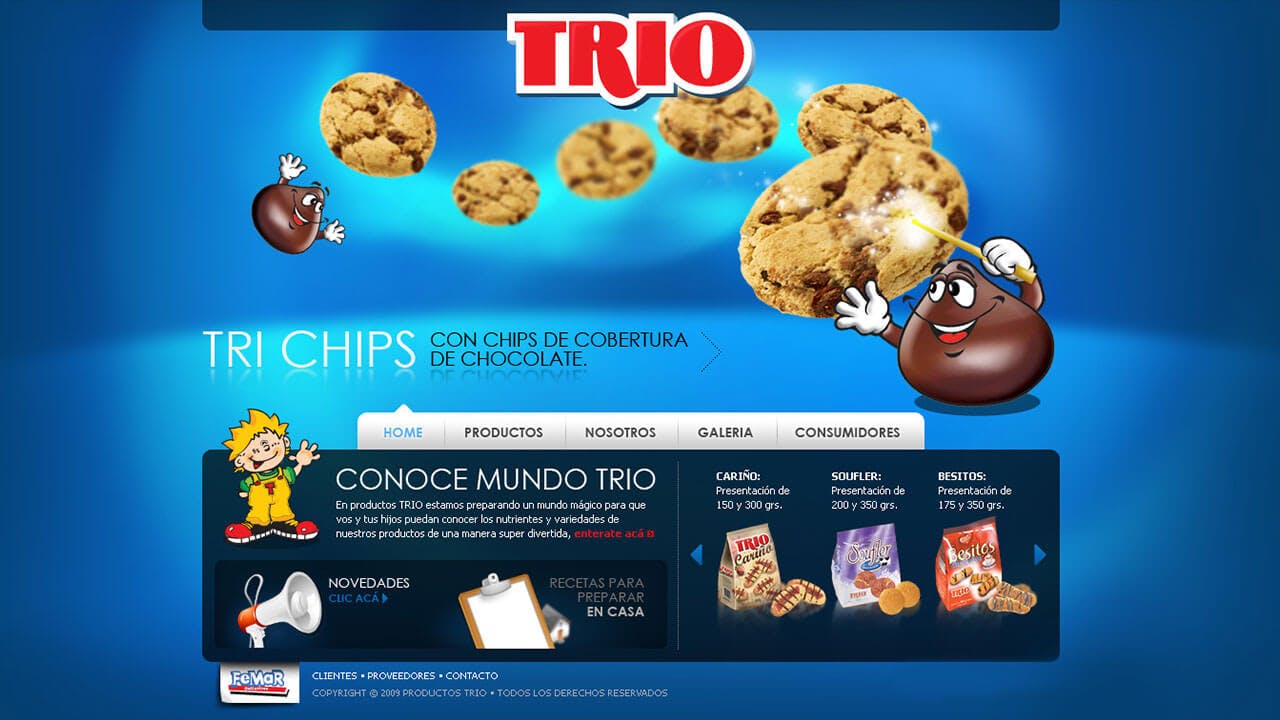 TRIO
TRI CHIPS
CON CHIPS DE COBERTURA
DE CHOCOLATE.
HOME
PRODUCTOS
NOSOTROS
GALERIA
CONSUMIDORES
CONOCE MUNDO TRIO
En productos TRIO estamos preparando un mundo mágico para que
vos y tus hijos puedan conocer los nutrientes y variedades de
nuestros productos de una manera super divertida, enterate acá
NOVEDADES
CLIC ACÁ
RECETAS PARA
PREPARAR
EN CASA
CARIÑO:
Presentación de
150 y 300 grs.
SOUFLER:
Presentación de
200 y 350 grs.
BESITOS:
Presentación de
175 y 350 grs.
TRIO
Cariño
Soufler
TRIO
Besitos
TRIO
FeMaR
CLIENTES • PROVEEDORES • CONTACTO
COPYRIGHT © 2009 PRODUCTOS TRIO • TODOS LOS DERECHOS RESERVADOS